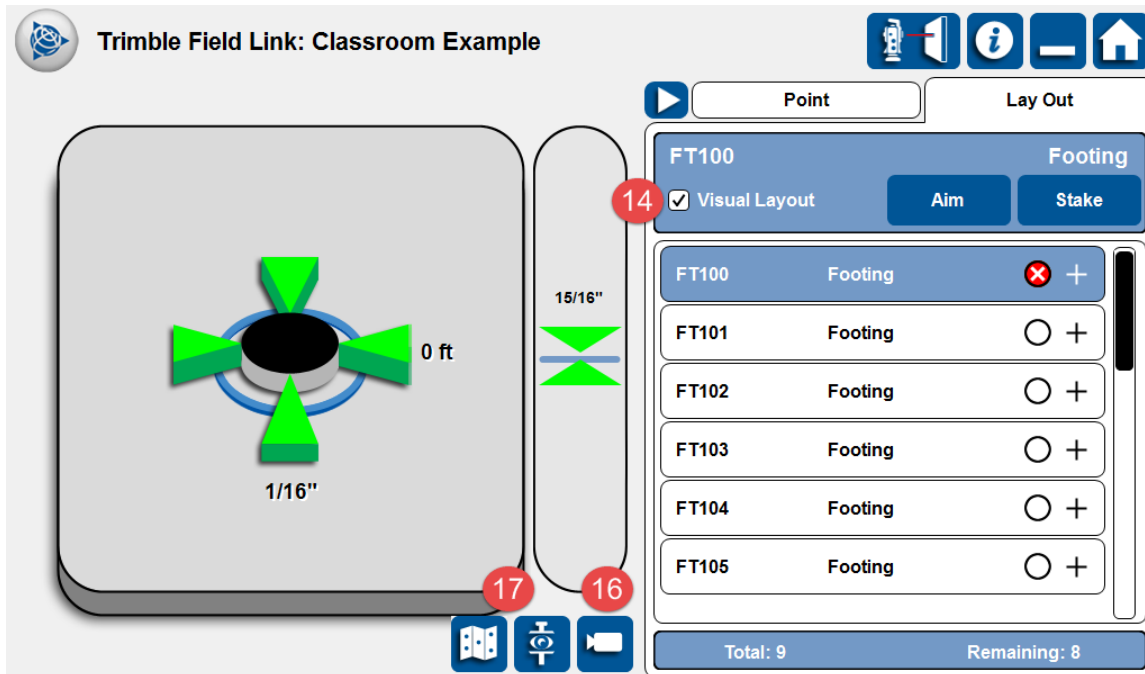 Trimble Field Link: Classroom Example
Point
Lay Out
FT100 Footing
14
Visual Layout
Aim
Stake
FT100 Footing
FT101 Footing
FT102 Footing
FT103 Footing
FT104 Footing
FT105 Footing
Total: 9 Remaining: 8
15/16"
0 ft
1/16"
17
16